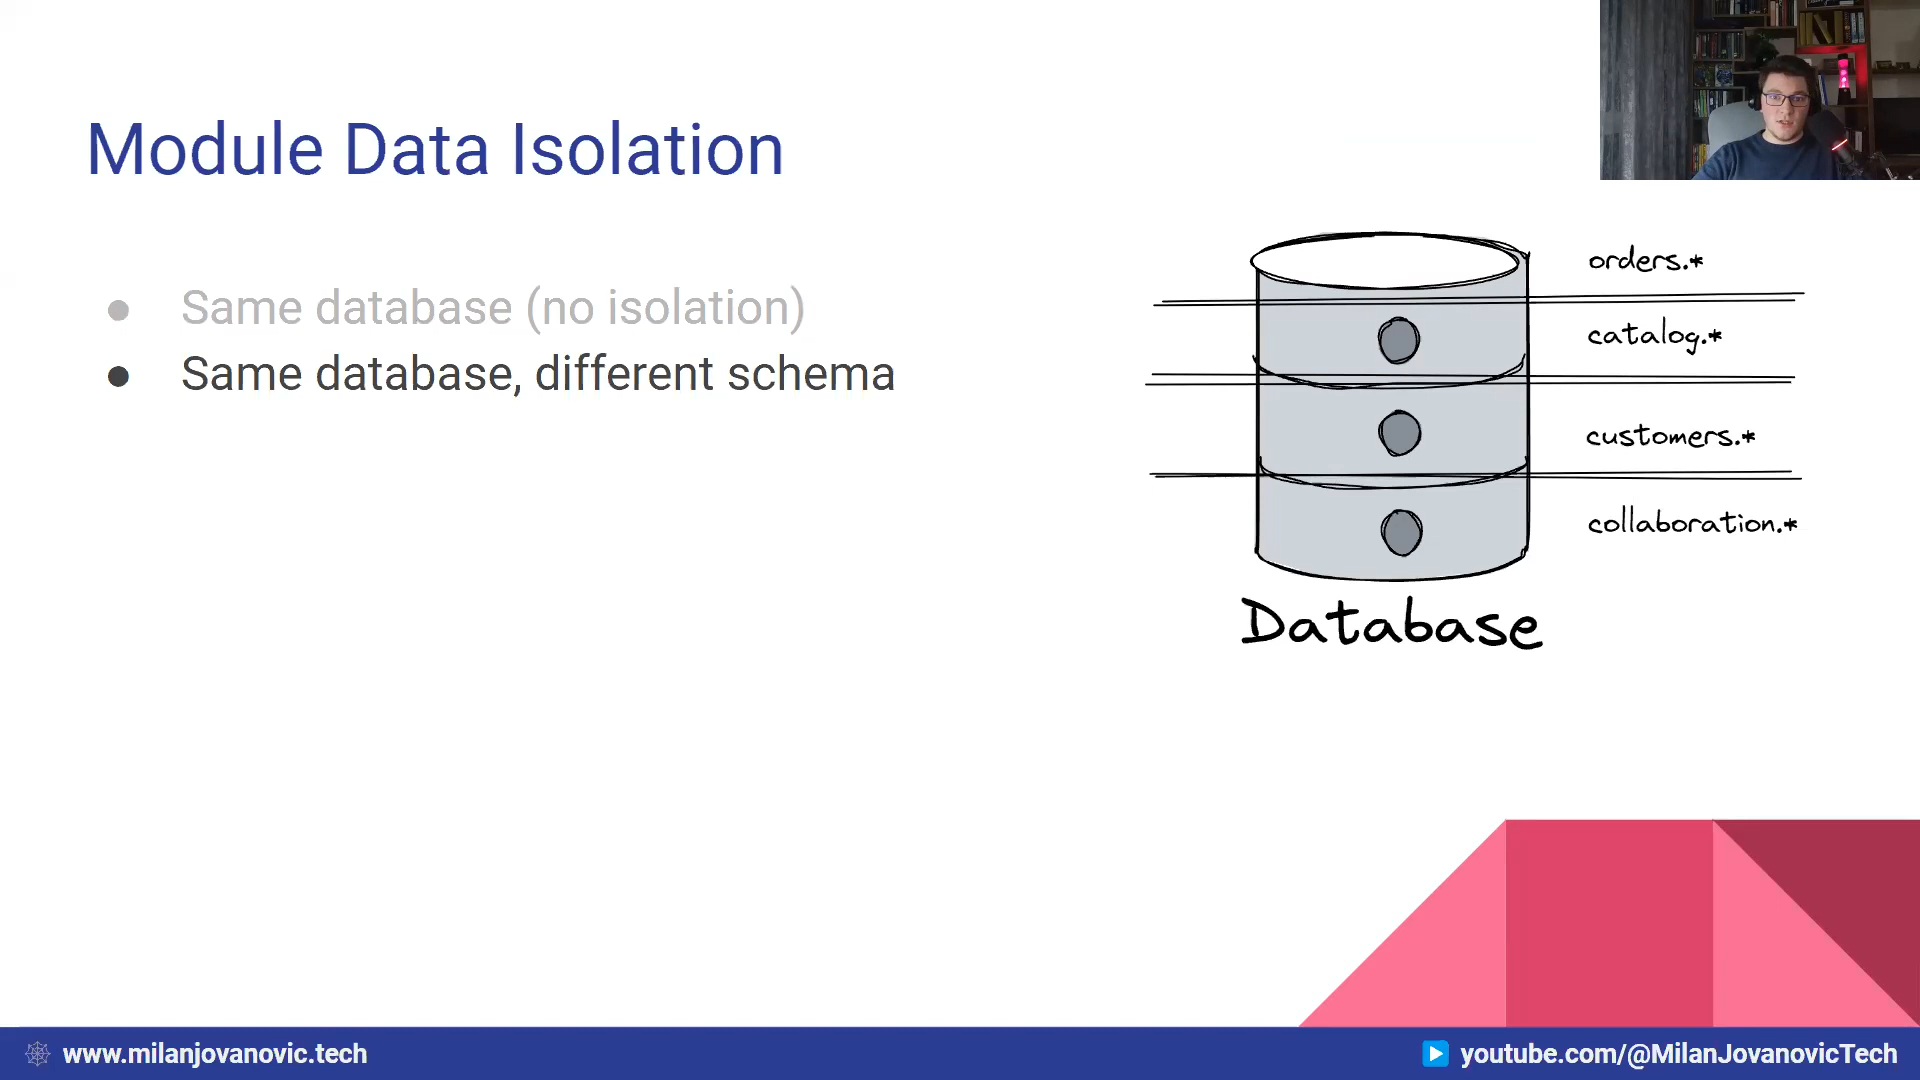 Module Data Isolation
Same database (no isolation)
Same database, different schema
orders.*
catalog.*
customers.*
collaboration.*
Database
www.milanjovanovic.tech
youtube.com/@MilanJovanovicTech